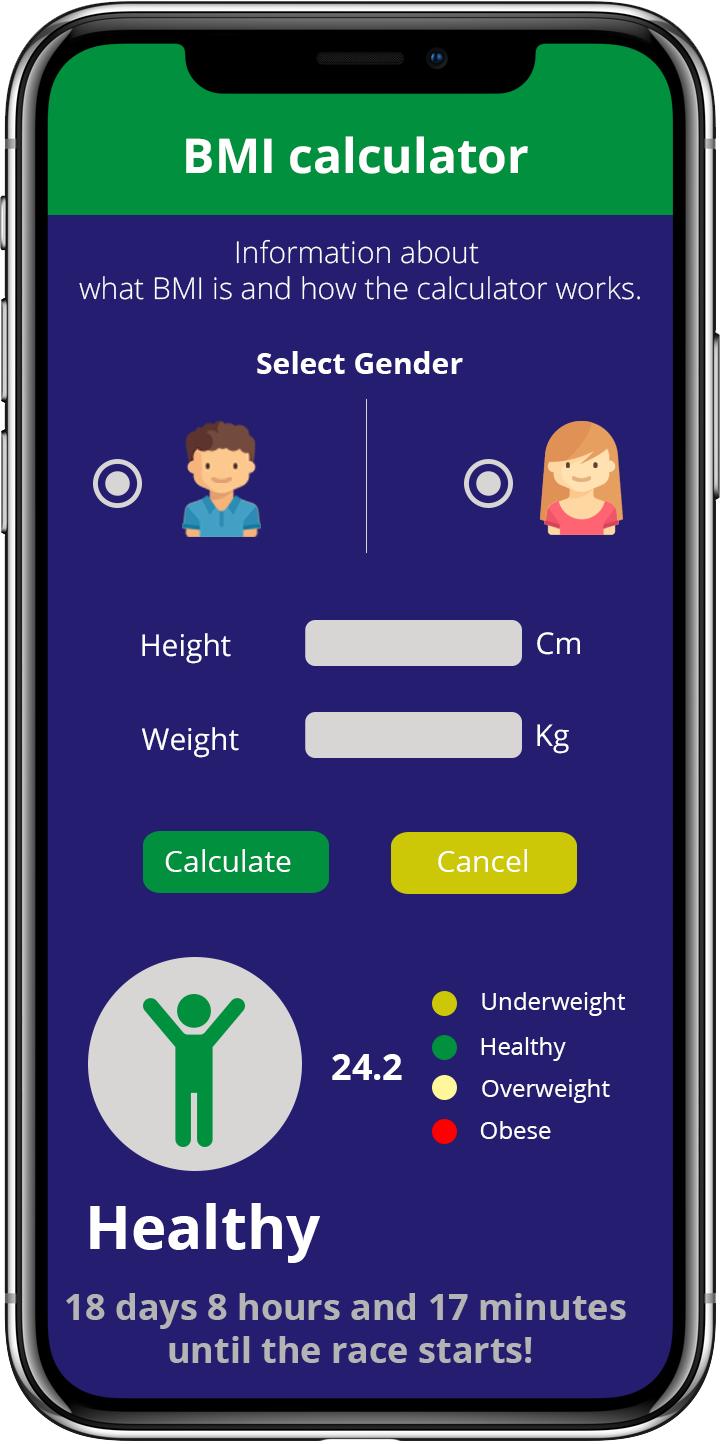 BMI calculator
Information about
what BMI is and how the calculator works.
Select Gender
Height Cm
Weight Kg
Calculate Cancel
24.2
Underweight
Healthy
Overweight
Obese
Healthy
18 days 8 hours and 17 minutes
until the race starts!